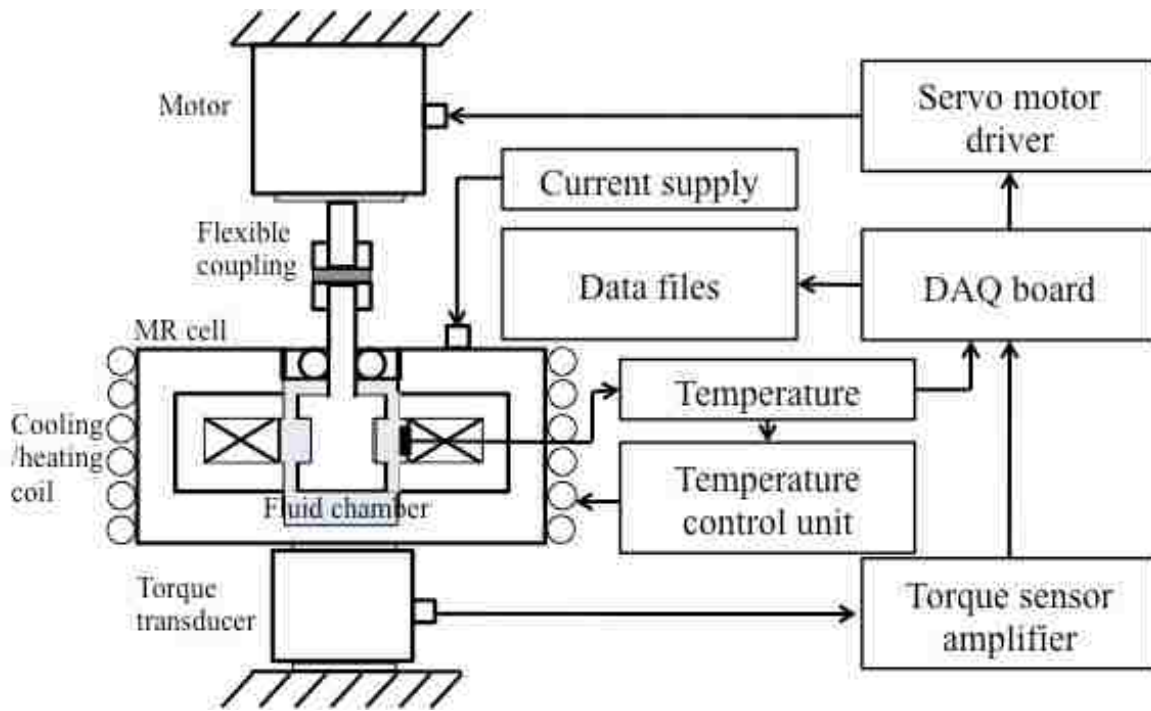 Motor
Servo motor
driver
Current supply
Flexible
coupling
Data files
DAQ board
MR cell
Temperature
Cooling
/heating
coil
Temperature
control unit
Fluid chamber
Torque
transducer
Torque sensor
amplifier